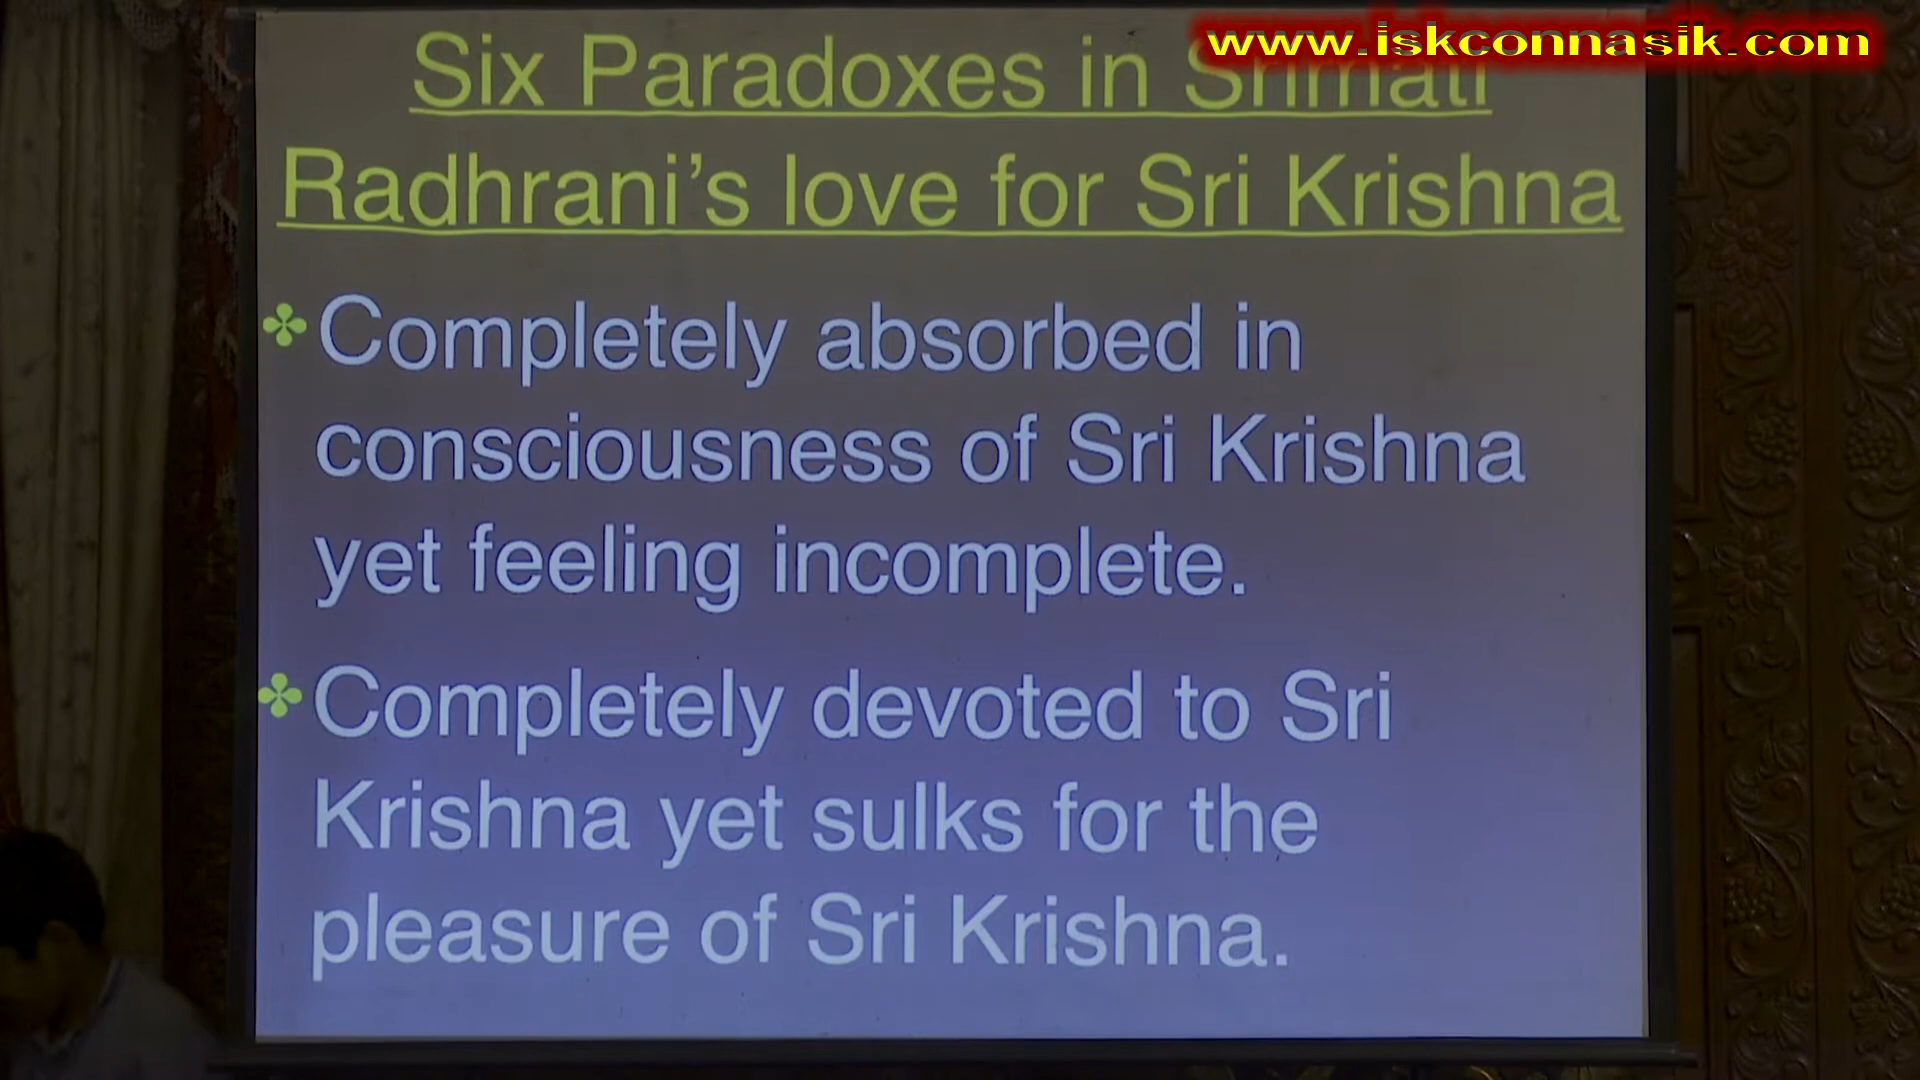 www.iskconnasik.com
Six Paradoxes in Srimati
Radhrani's love for Sri Krishna
Completely absorbed in
consciousness of Sri Krishna
yet feeling incomplete.
Completely devoted to Sri
Krishna yet sulks for the
pleasure of Sri Krishna.